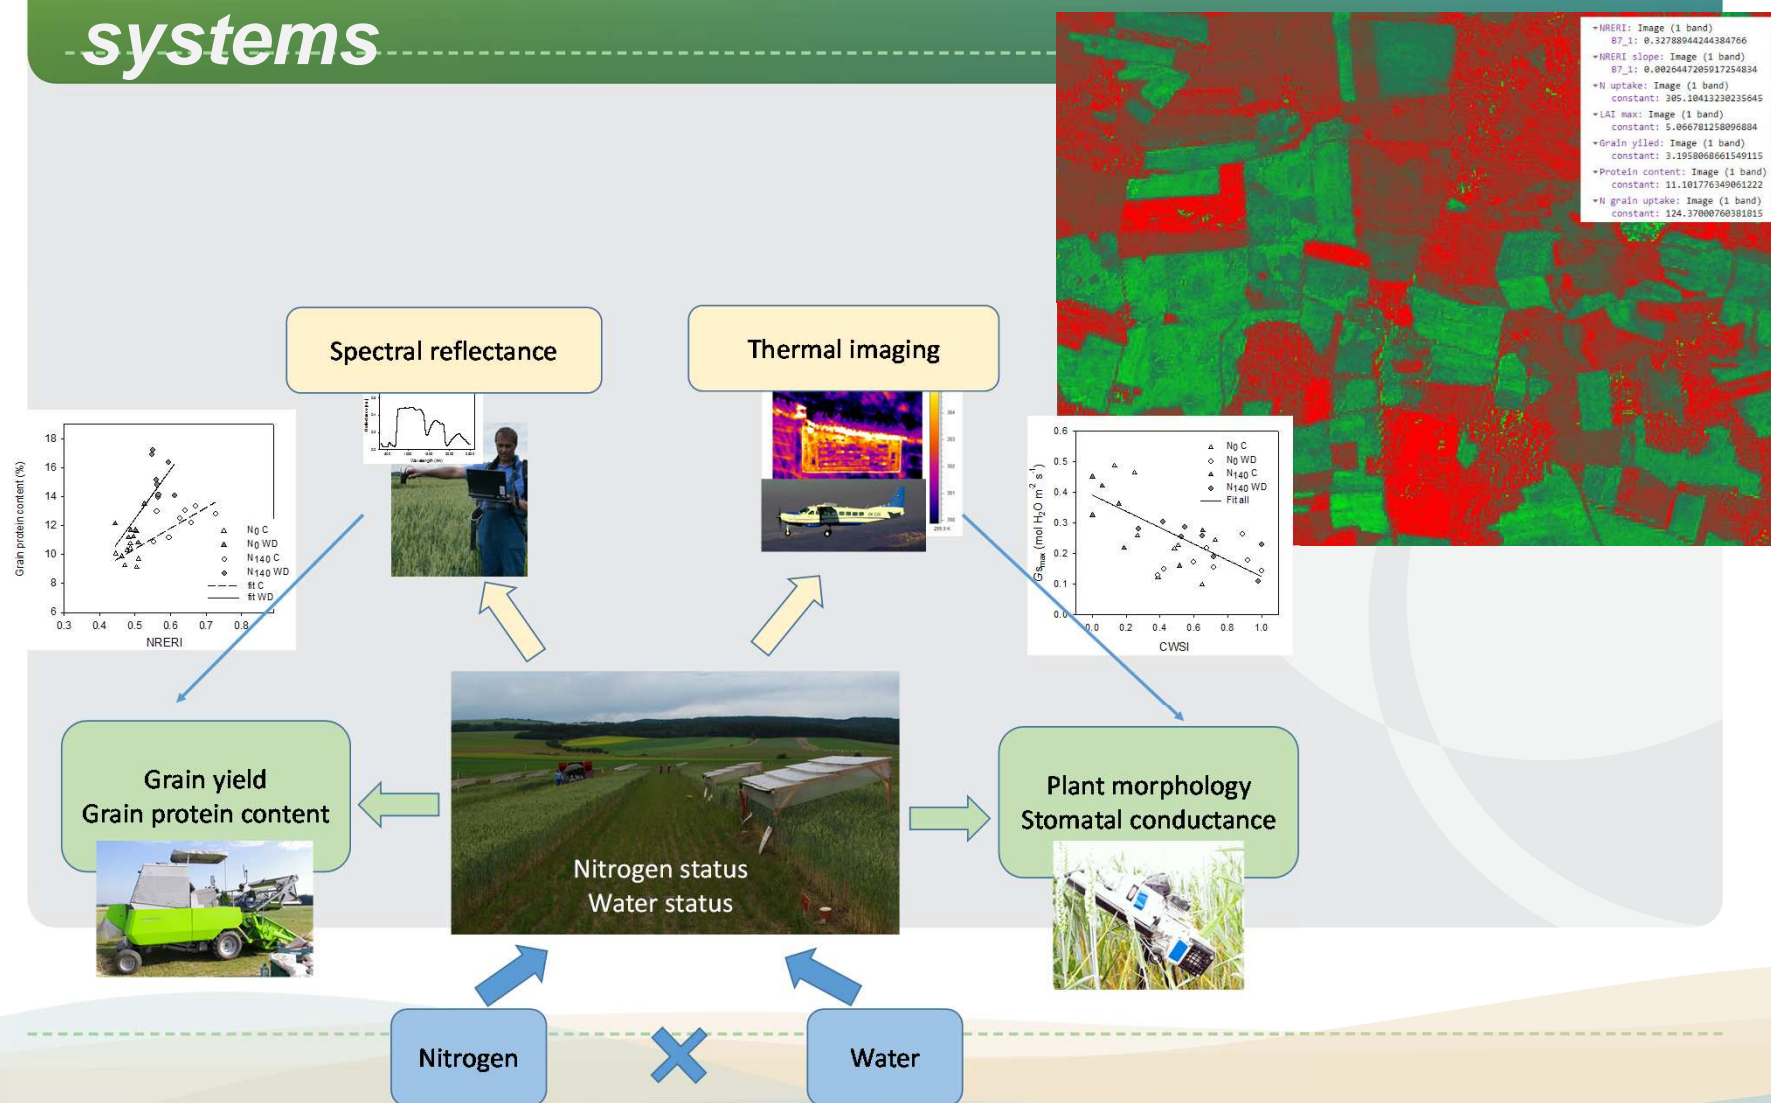 systems
NRERI: Image (1 band)
B7_1: 0.32788944244384766
NRERI slope: Image (1 band)
B7_1: 0.0026447205917254834
N uptake: Image (1 band)
constant: 305.10413230235645
LAI max: Image (1 band)
constant: 5.066781258096884
Grain yiled: Image (1 band)
constant: 3.1958068661549115
Protein content: Image (1 band)
constant: 11.101776349061222
N grain uptake: Image (1 band)
constant: 124.37000760381815
Spectral reflectance
Thermal imaging
Grain protein content (%)
18
16
14
12
10
8
6
0.3 0.4 0.5 0.6 0.7 0.8
NRERI
N0 C
N0 WD
N140 C
N140 WD
fit C
fit WD
Wavelength (nm)
Gsmax (mol H2O m-2 s-1)
0.6
0.5
0.4
0.3
0.2
0.1
0.0
0.0 0.2 0.4 0.6 0.8 1.0
CWSI
N0 C
N0 WD
N140 C
N140 WD
Fit all
Grain yield
Grain protein content
Nitrogen status
Water status
Plant morphology
Stomatal conductance
Nitrogen
Water